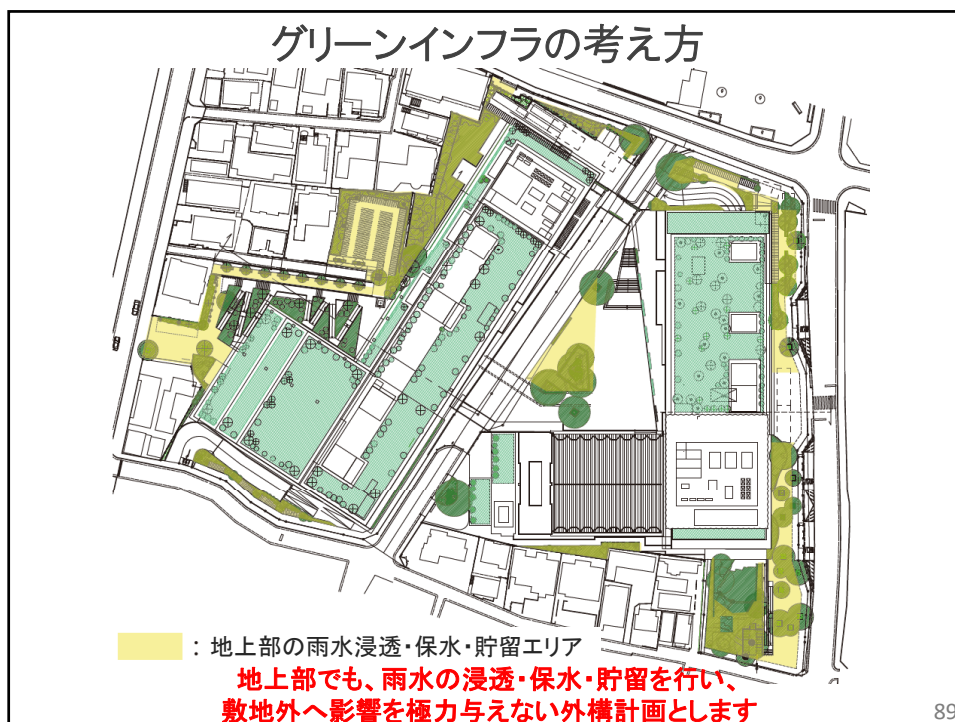 グリーンインフラの考え方
：地上部の雨水浸透・保水・貯留エリア
地上部でも、雨水の浸透・保水・貯留を行い、
敷地外へ影響を極力与えない外構計画とします
89